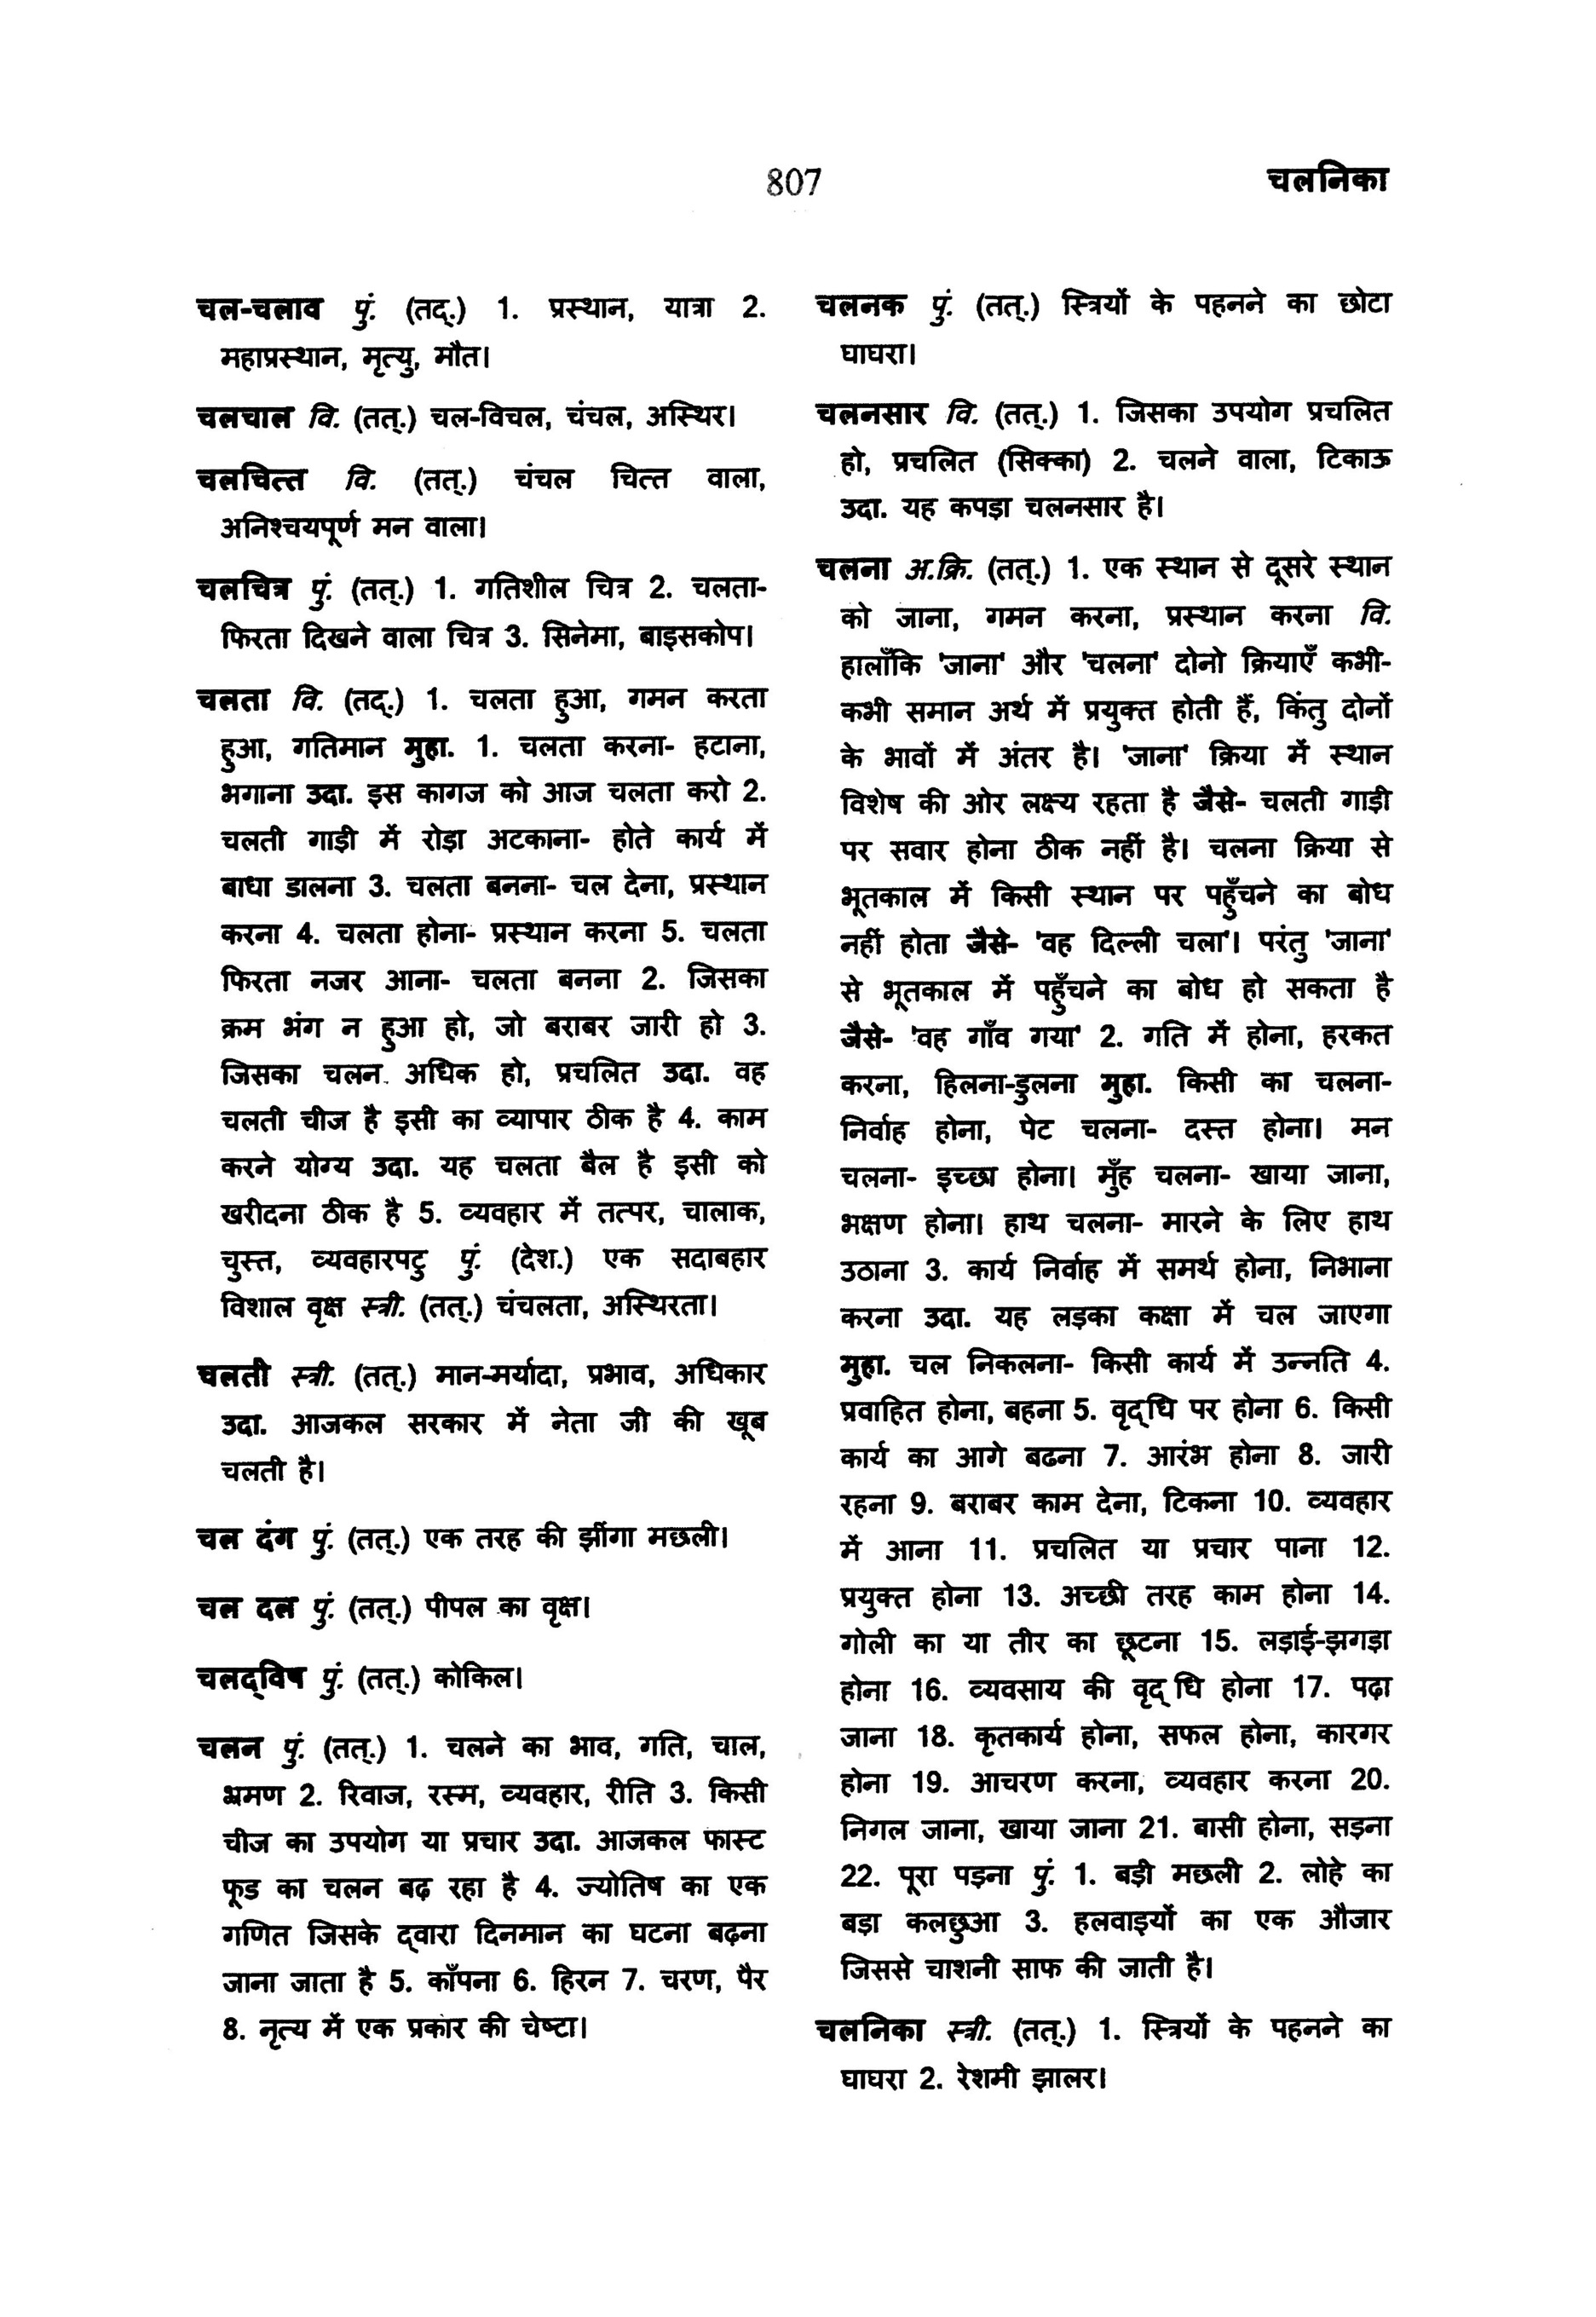 807
चलनिका
चल-चलाव पुं. (तद्.) 1. प्रस्थान, यात्रा 2.
महाप्रस्थान, मृत्यु, मौत।
चलचाल वि. (तत्.) चल-विचल, चंचल, अस्थिर।
चलचित्त वि. (तत्.) चंचल चित्त वाला,
अनिश्चयपूर्ण मन वाला।
चलचित्र पुं. (तत्.) 1. गतिशील चित्र 2. चलता-
फिरता दिखने वाला चित्र 3. सिनेमा, बाइसकोप।
चलता वि. (तद्.) 1. चलता हुआ, गमन करता
हुआ, गतिमान मुहा. 1. चलता करना- हटाना,
भगाना उदा. इस कागज को आज चलता करो 2.
चलती गाड़ी में रोड़ा अटकाना- होते कार्य में
बाधा डालना 3. चलता बनना- चल देना, प्रस्थान
करना 4. चलता होना- प्रस्थान करना 5. चलता
फिरता नजर आना- चलता बनना 2. जिसका
क्रम भंग न हुआ हो, जो बराबर जारी हो 3.
जिसका चलन अधिक हो, प्रचलित उदा. वह
चलती चीज है इसी का व्यापार ठीक है 4. काम
करने योग्य उदा. यह चलता बैल है इसी को
खरीदना ठीक है 5. व्यवहार में तत्पर, चालाक,
चुस्त, व्यवहारपटु पुं. (देश.) एक सदाबहार
विशाल वृक्ष स्त्री. (तत्.) चंचलता, अस्थिरता।
चलती स्त्री. (तत्.) मान-मर्यादा, प्रभाव, अधिकार
उदा. आजकल सरकार में नेता जी की खूब
चलती है।
चल दंग पुं. (तत्.) एक तरह की झींगा मछली।
चल दल पुं. (तत्.) पीपल का वृक्ष।
चलद्‌विष पुं. (तत्.) कोकिल।
चलन पुं. (तत्.) 1. चलने का भाव, गति, चाल,
भ्रमण 2. रिवाज, रस्म, व्यवहार, रीति 3. किसी
चीज का उपयोग या प्रचार उदा. आजकल फास्ट
फूड का चलन बढ़ रहा है 4. ज्योतिष का एक
गणित जिसके द्‌वारा दिनमान का घटना बढ़ना
जाना जाता है 5. काँपना 6. हिरन 7. चरण, पैर
8. नृत्य में एक प्रकार की चेष्टा।
चलनक पुं. (तत्.) स्त्रियों के पहनने का छोटा
घाघरा।
चलनसार वि. (तत्.) 1. जिसका उपयोग प्रचलित
हो, प्रचलित (सिक्का) 2. चलने वाला, टिकाऊ
उदा. यह कपड़ा चलनसार है।
चलना अ.क्रि. (तत्.) 1. एक स्थान से दूसरे स्थान
को जाना, गमन करना, प्रस्थान करना वि.
हालाँकि 'जाना' और 'चलना' दोनो क्रियाएँ कभी-
कभी समान अर्थ में प्रयुक्त होती हैं, किंतु दोनों
के भावों में अंतर है। 'जाना' क्रिया में स्थान
विशेष की ओर लक्ष्य रहता है जैसे- चलती गाड़ी
पर सवार होना ठीक नहीं है। चलना क्रिया से
भूतकाल में किसी स्थान पर पहुँचने का बोध
नहीं होता जैसे- 'वह दिल्ली चला'। परंतु 'जाना'
से भूतकाल में पहुँचने का बोध हो सकता है
जैसे- 'वह गाँव गया' 2. गति में होना, हरकत
करना, हिलना-डुलना मुहा. किसी का चलना-
निर्वाह होना, पेट चलना- दस्त होना। मन
चलना- इच्छा होना। मुँह चलना- खाया जाना,
भक्षण होना। हाथ चलना- मारने के लिए हाथ
उठाना 3. कार्य निर्वाह में समर्थ होना, निभाना
करना उदा. यह लड़का कक्षा में चल जाएगा
मुहा. चल निकलना- किसी कार्य में उन्नति 4.
प्रवाहित होना, बहना 5. वृद्‌धि पर होना 6. किसी
कार्य का आगे बढना 7. आरंभ होना 8. जारी
रहना 9. बराबर काम देना, टिकना 10. व्यवहार
में आना 11. प्रचलित या प्रचार पाना 12.
प्रयुक्त होना 13. अच्छी तरह काम होना 14.
गोली का या तीर का छूटना 15. लड़ाई-झगड़ा
होना 16. व्यवसाय की वृद्‌धि होना 17. पढ़ा
जाना 18. कृतकार्य होना, सफल होना, कारगर
होना 19. आचरण करना, व्यवहार करना 20.
निगल जाना, खाया जाना 21. बासी होना, सड़ना
22. पूरा पड़ना पुं. 1. बड़ी मछली 2. लोहे का
बड़ा कलछुआ 3. हलवाइयों का एक औजार
जिससे चाशनी साफ की जाती है।
चलनिका स्त्री. (तत्.) 1. स्त्रियों के पहनने का
घाघरा 2. रेशमी झालर।